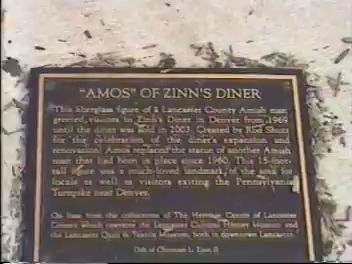 "AMOS" OF ZINN'S DINER
This fiberglass figure of a Lancaster County Amish man
greeted visitors to Zinn's Diner in Denver from 1969
until the diner was sold in 2003. Created by Rod Shutt
for the celebration of the diner's expansion and
renovation, Amos replaced the statue of another Amish
man that had been in place since 1960. This 15-foot-
tall figure was a much-loved landmark of the area for
locals as well as visitors exiting the Pennsylvania
Turnpike near Denver.
On loan from the collections of The Heritage Center of Lancaster
County which operates the Lancaster Cultural History Museum and
the Lancaster Quilt & Textile Museum, both in downtown Lancaster.
Gift of Christian L. Zinn II